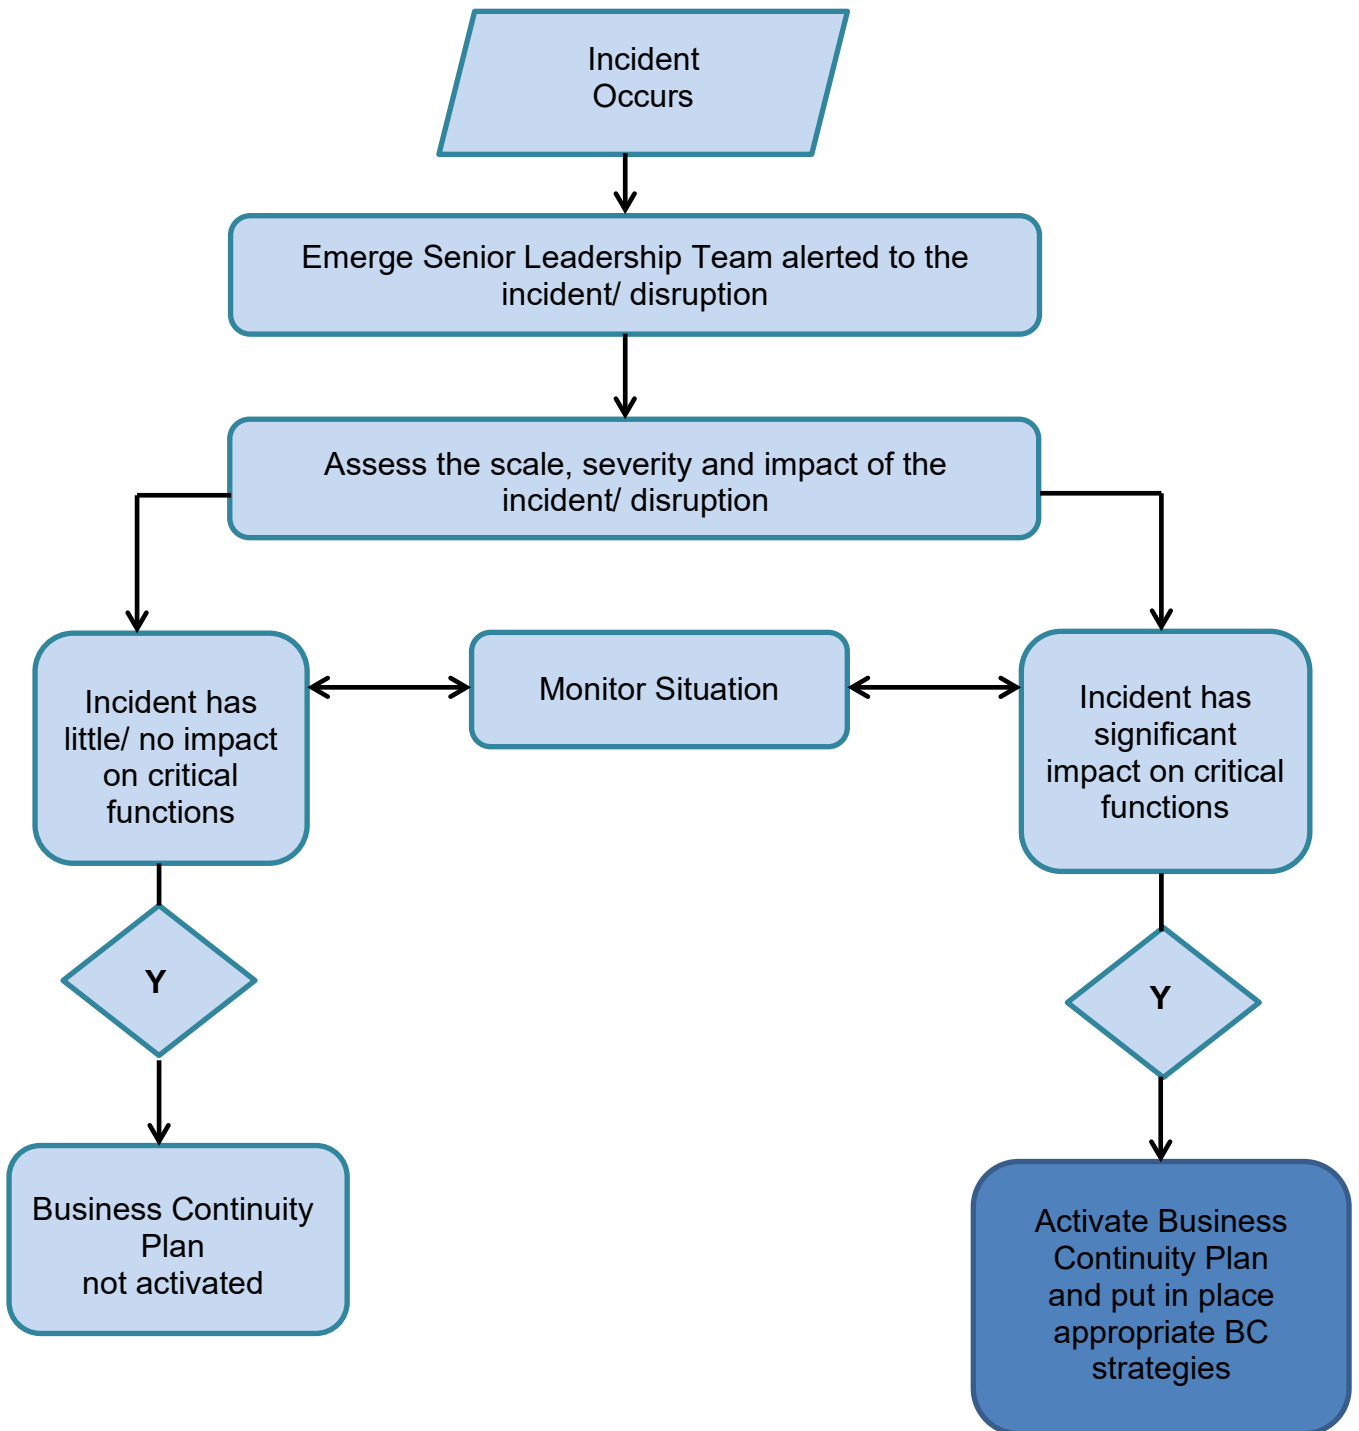 Incident
Occurs
Emerge Senior Leadership Team alerted to the
incident/ disruption
Assess the scale, severity and impact of the
incident/ disruption
Incident has
little/ no impact
on critical
functions
Monitor Situation
Incident has
significant
impact on critical
functions
Y
Y
Business Continuity
Plan
not activated
Activate Business
Continuity Plan
and put in place
appropriate BC
strategies